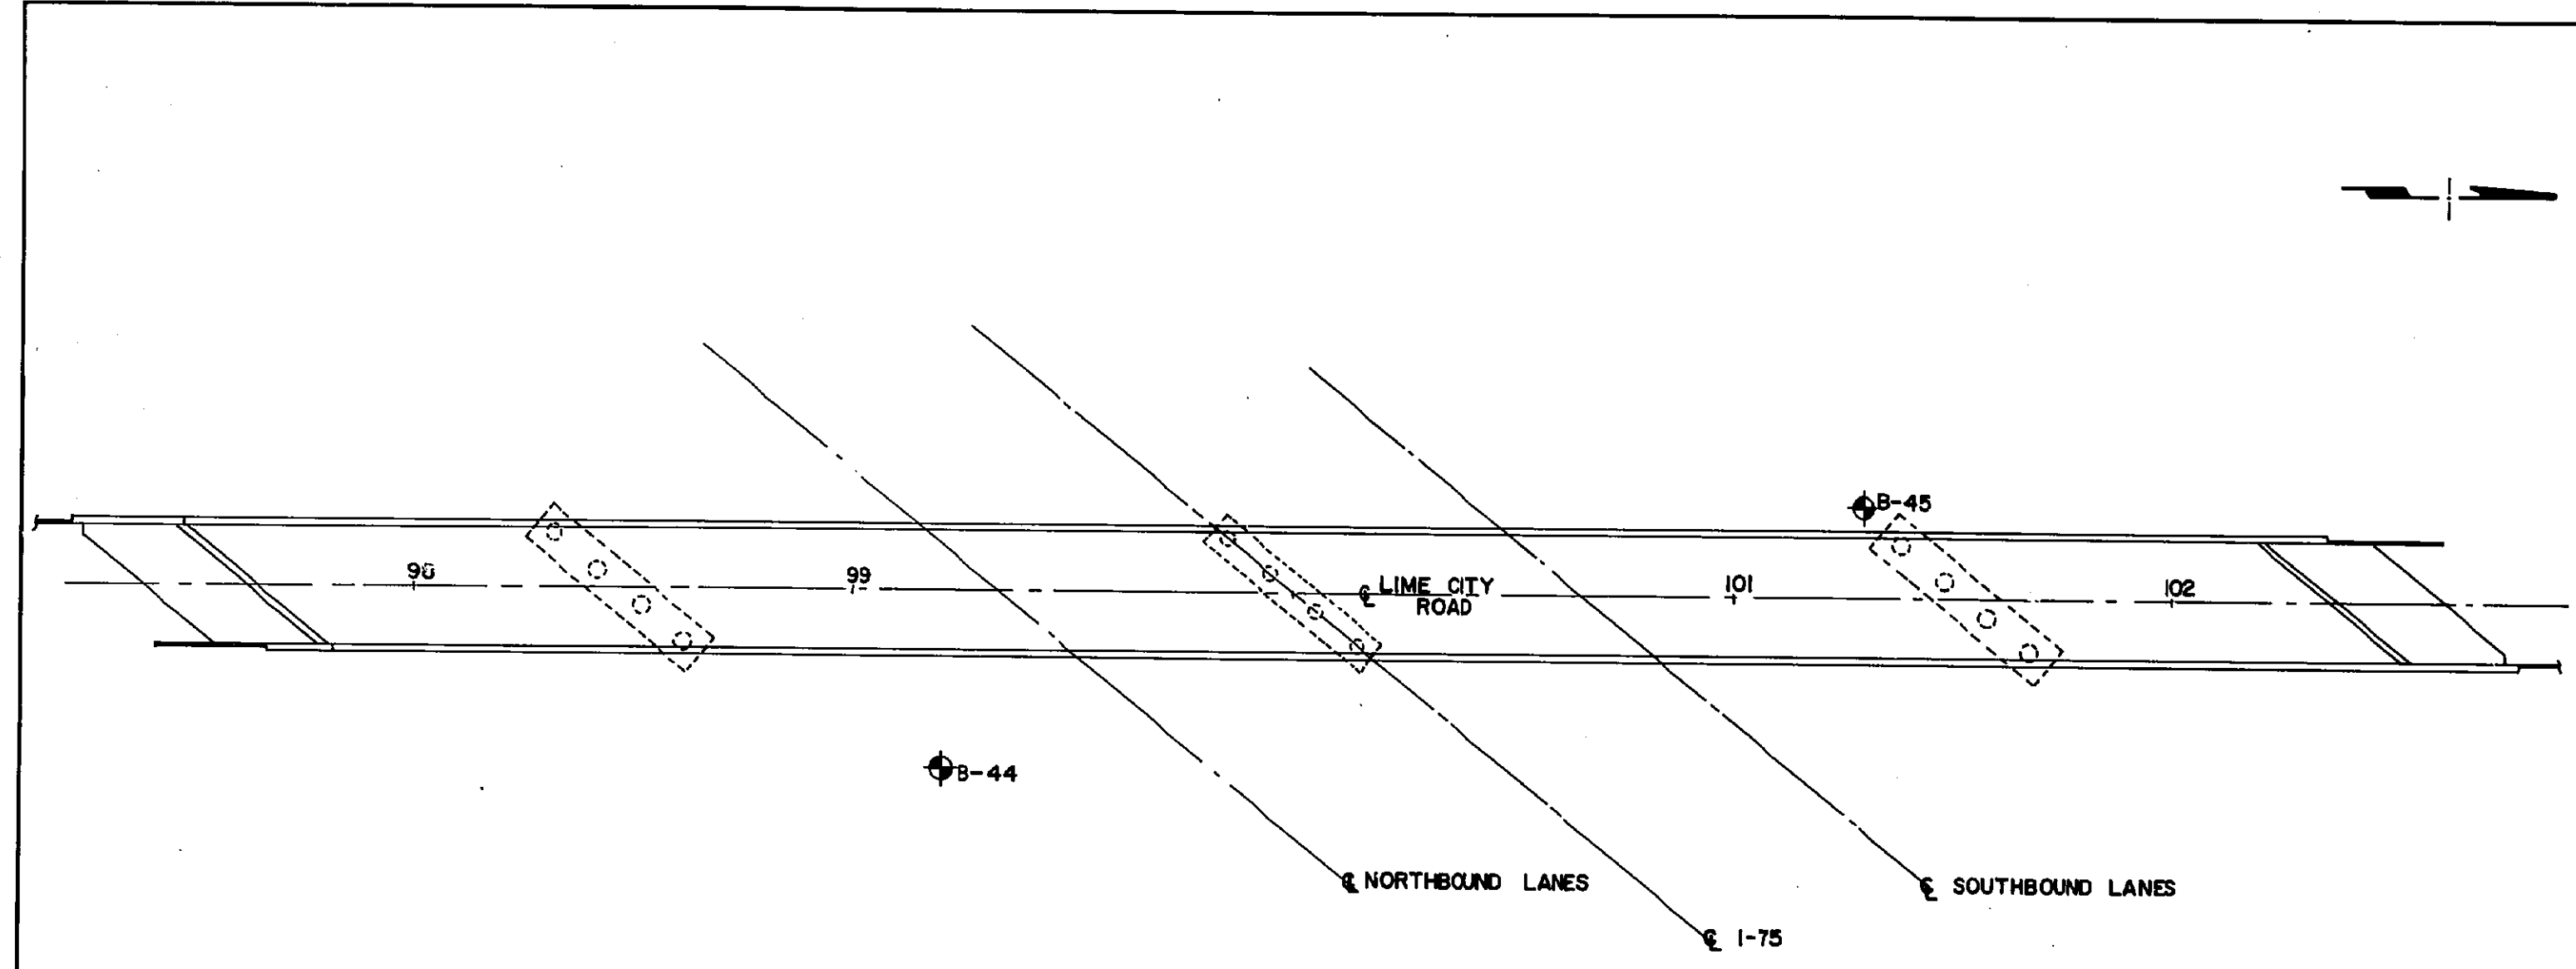 B-45
98
99
℄ LIME CITY
ROAD
101
102
B-44
℄ NORTHBOUND LANES
℄ SOUTHBOUND LANES
℄ I-75